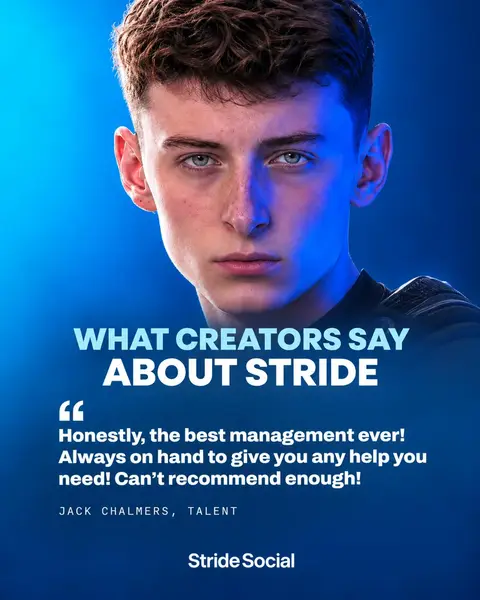 WHAT CREATORS SAY
ABOUT STRIDE
“
Honestly, the best management ever!
Always on hand to give you any help you
need! Can’t recommend enough!
JACK CHALMERS, TALENT
Stride Social